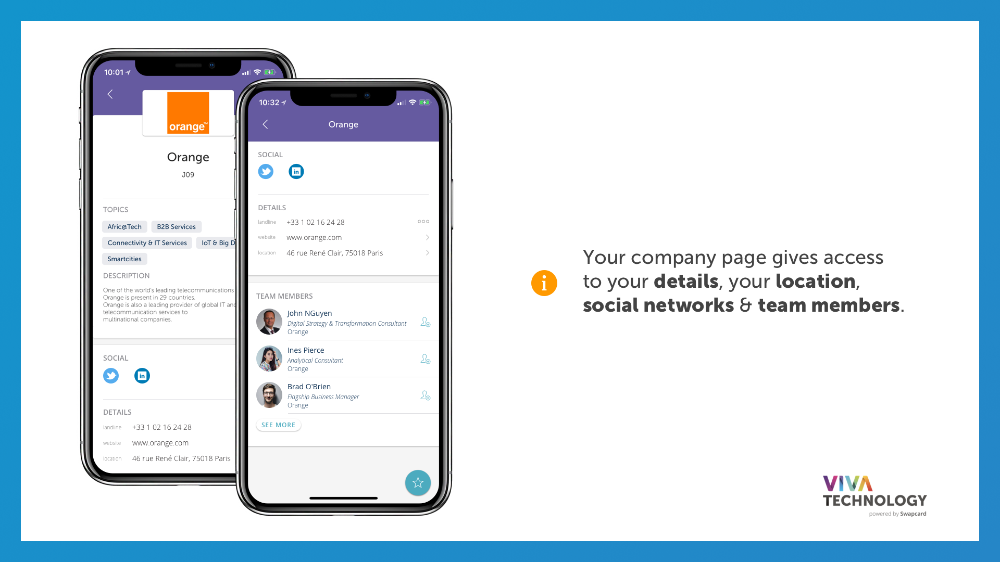 10:01
orange™
Orange
J09
TOPICS
Afric@Tech
B2B Services
Connectivity & IT Services
IoT & Big D
Smartcities
DESCRIPTION
One of the world's leading telecommunications
Orange is present in 29 countries.
Orange is also a leading provider of global IT and
telecommunication services to
multinational companies.
SOCIAL
in
DETAILS
landline +33 1 02 16 24 28
website www.orange.com
location 46 rue René Clair, 75018 Paris
10:32
Orange
SOCIAL
in
DETAILS
landline +33 1 02 16 24 28
website www.orange.com
location 46 rue René Clair, 75018 Paris
TEAM MEMBERS
John NGuyen
Digital Strategy & Transformation Consultant
Orange
Ines Pierce
Analytical Consultant
Orange
Brad O'Brien
Flagship Business Manager
Orange
SEE MORE
i
Your company page gives access
to your details, your location,
social networks & team members.
VIVA
TECHNOLOGY
powered by Swapcard